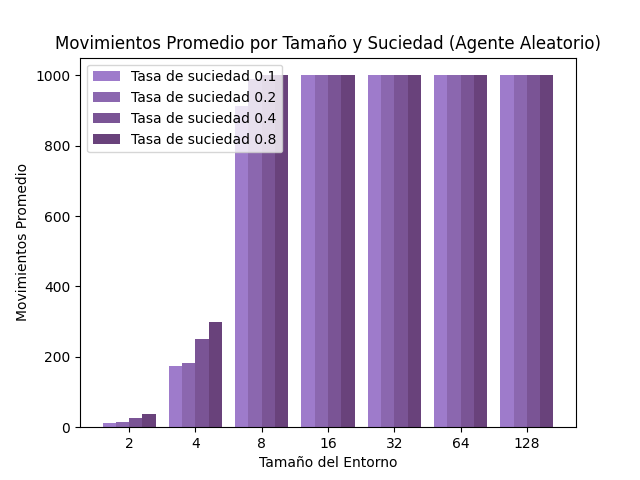 Movimientos Promedio por Tamaño y Suciedad (Agente Aleatorio)
Tasa de suciedad 0.1
Tasa de suciedad 0.2
Tasa de suciedad 0.4
Tasa de suciedad 0.8
1000
800
600
400
200
0
Movimientos Promedio
2 4 8 16 32 64 128
Tamaño del Entorno